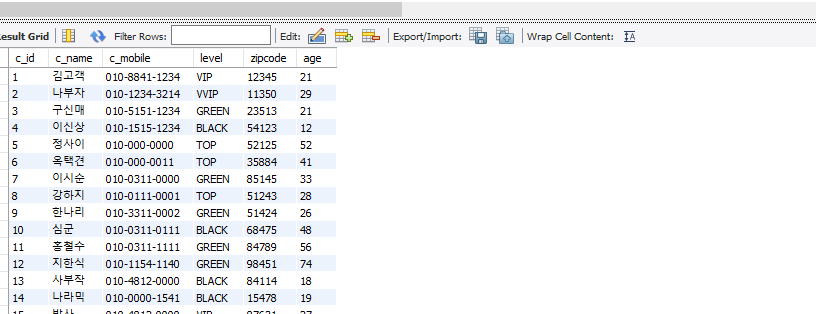 Result Grid Filter Rows: Edit: Export/Import: Wrap Cell Content:
c_id c_name c_mobile level zipcode age
1 김고객 010-8841-1234 VIP 12345 21
2 나부자 010-1234-3214 VVIP 11350 29
3 구신매 010-5151-1234 GREEN 23513 21
4 이신상 010-1515-1234 BLACK 54123 12
5 정사이 010-000-0000 TOP 52125 52
6 옥택견 010-000-0011 TOP 35884 41
7 이시순 010-0311-0000 GREEN 85145 33
8 강하지 010-0111-0001 TOP 51243 28
9 한나리 010-3311-0002 GREEN 51424 26
10 심군 010-0311-0111 BLACK 68475 48
11 홍철수 010-0311-1111 GREEN 84789 56
12 지한식 010-1154-1140 GREEN 98451 74
13 사부작 010-4812-0000 BLACK 84114 18
14 나라믹 010-0000-1541 BLACK 15478 19